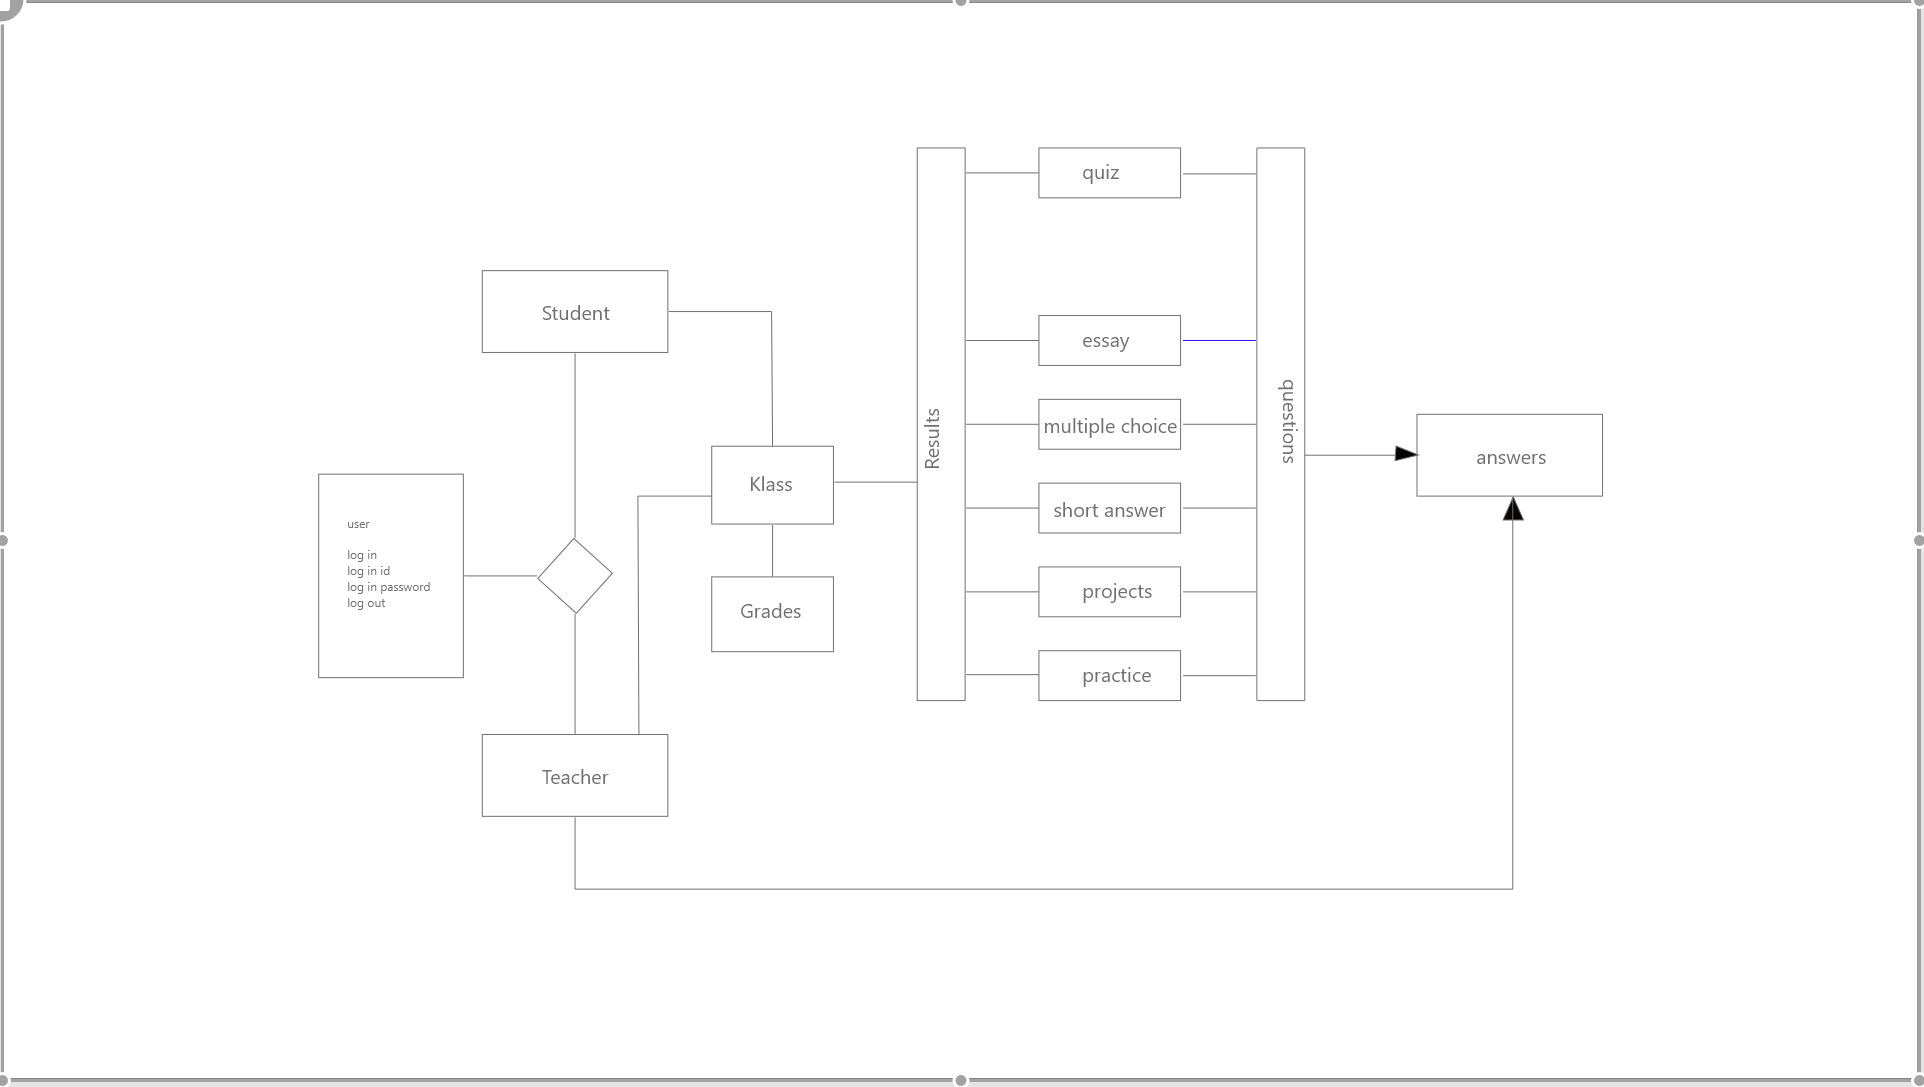 quiz
Student
essay
multiple choice
Results
questions
answers
Klass
short answer
user
log in
log in id
log in password
log out
projects
Grades
practice
Teacher